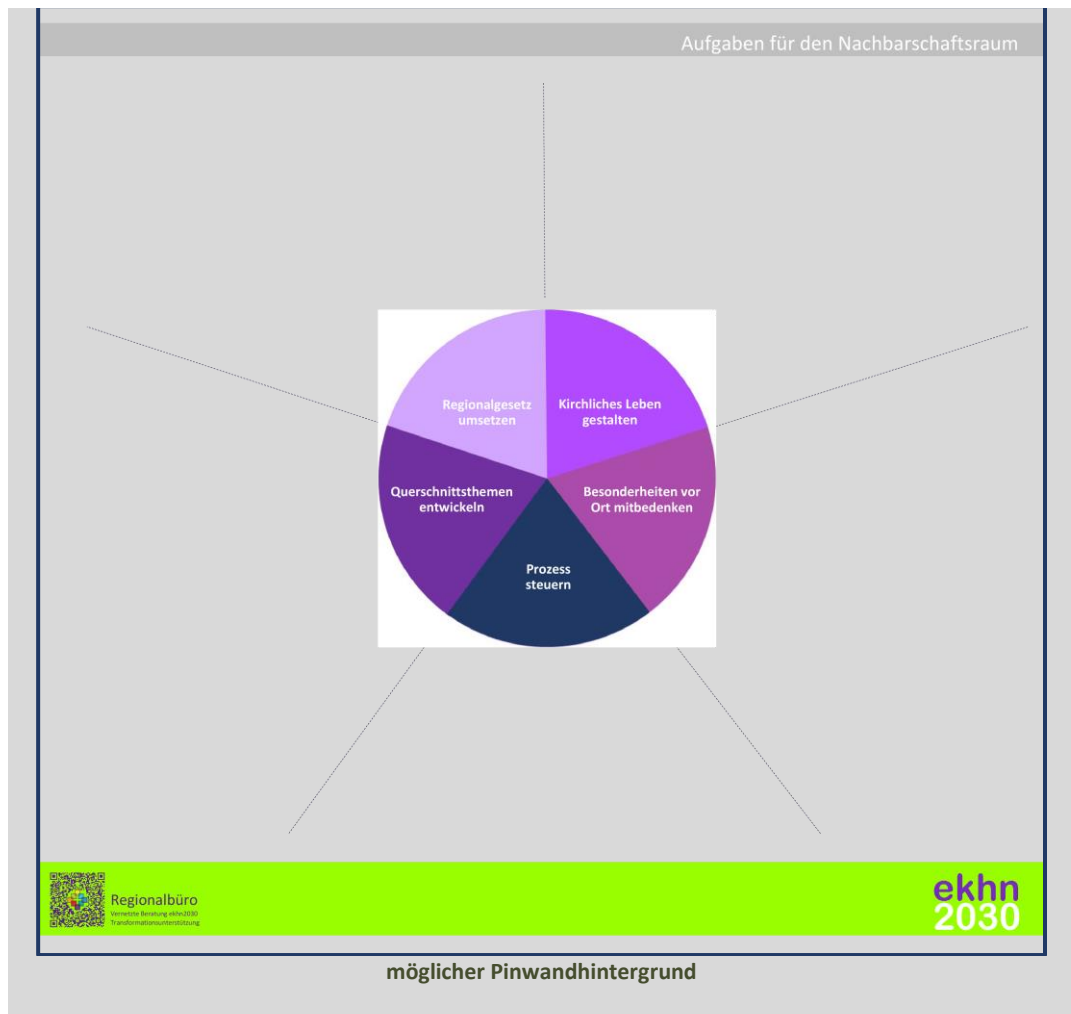 Aufgaben für den Nachbarschaftsraum
Regionalgesetz
umsetzen
Kirchliches Leben
gestalten
Querschnittsthemen
entwickeln
Besonderheiten vor
Ort mitbedenken
Prozess
steuern
Regionalbüro
Vernetzte Beratung ekhn2030
Transformationsunterstützung
ekhn
2030
möglicher Pinwandhintergrund